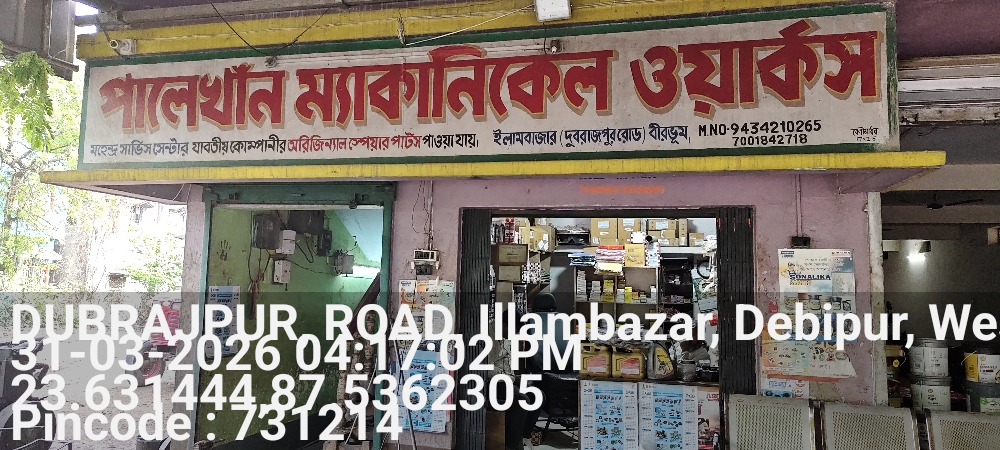 পালেখাঁন ম্যাকানিকেল ওয়ার্কস
মহেন্দ্র সার্ভিস সেন্টার যাবতীয় কোম্পানীর অরিজিন্যাল স্পেয়ার পার্টস পাওয়া যায়, ইলামবাজার (দুবরাজপুর রোড) বীরভূম, M.NO-9434210265
7001842718
SONALIKA
DUBRAJPUR, ROAD, Illambazar, Debipur, We
31-03-2026 04:17:02 PM
23.631444,87.5362305
Pincode : 731214